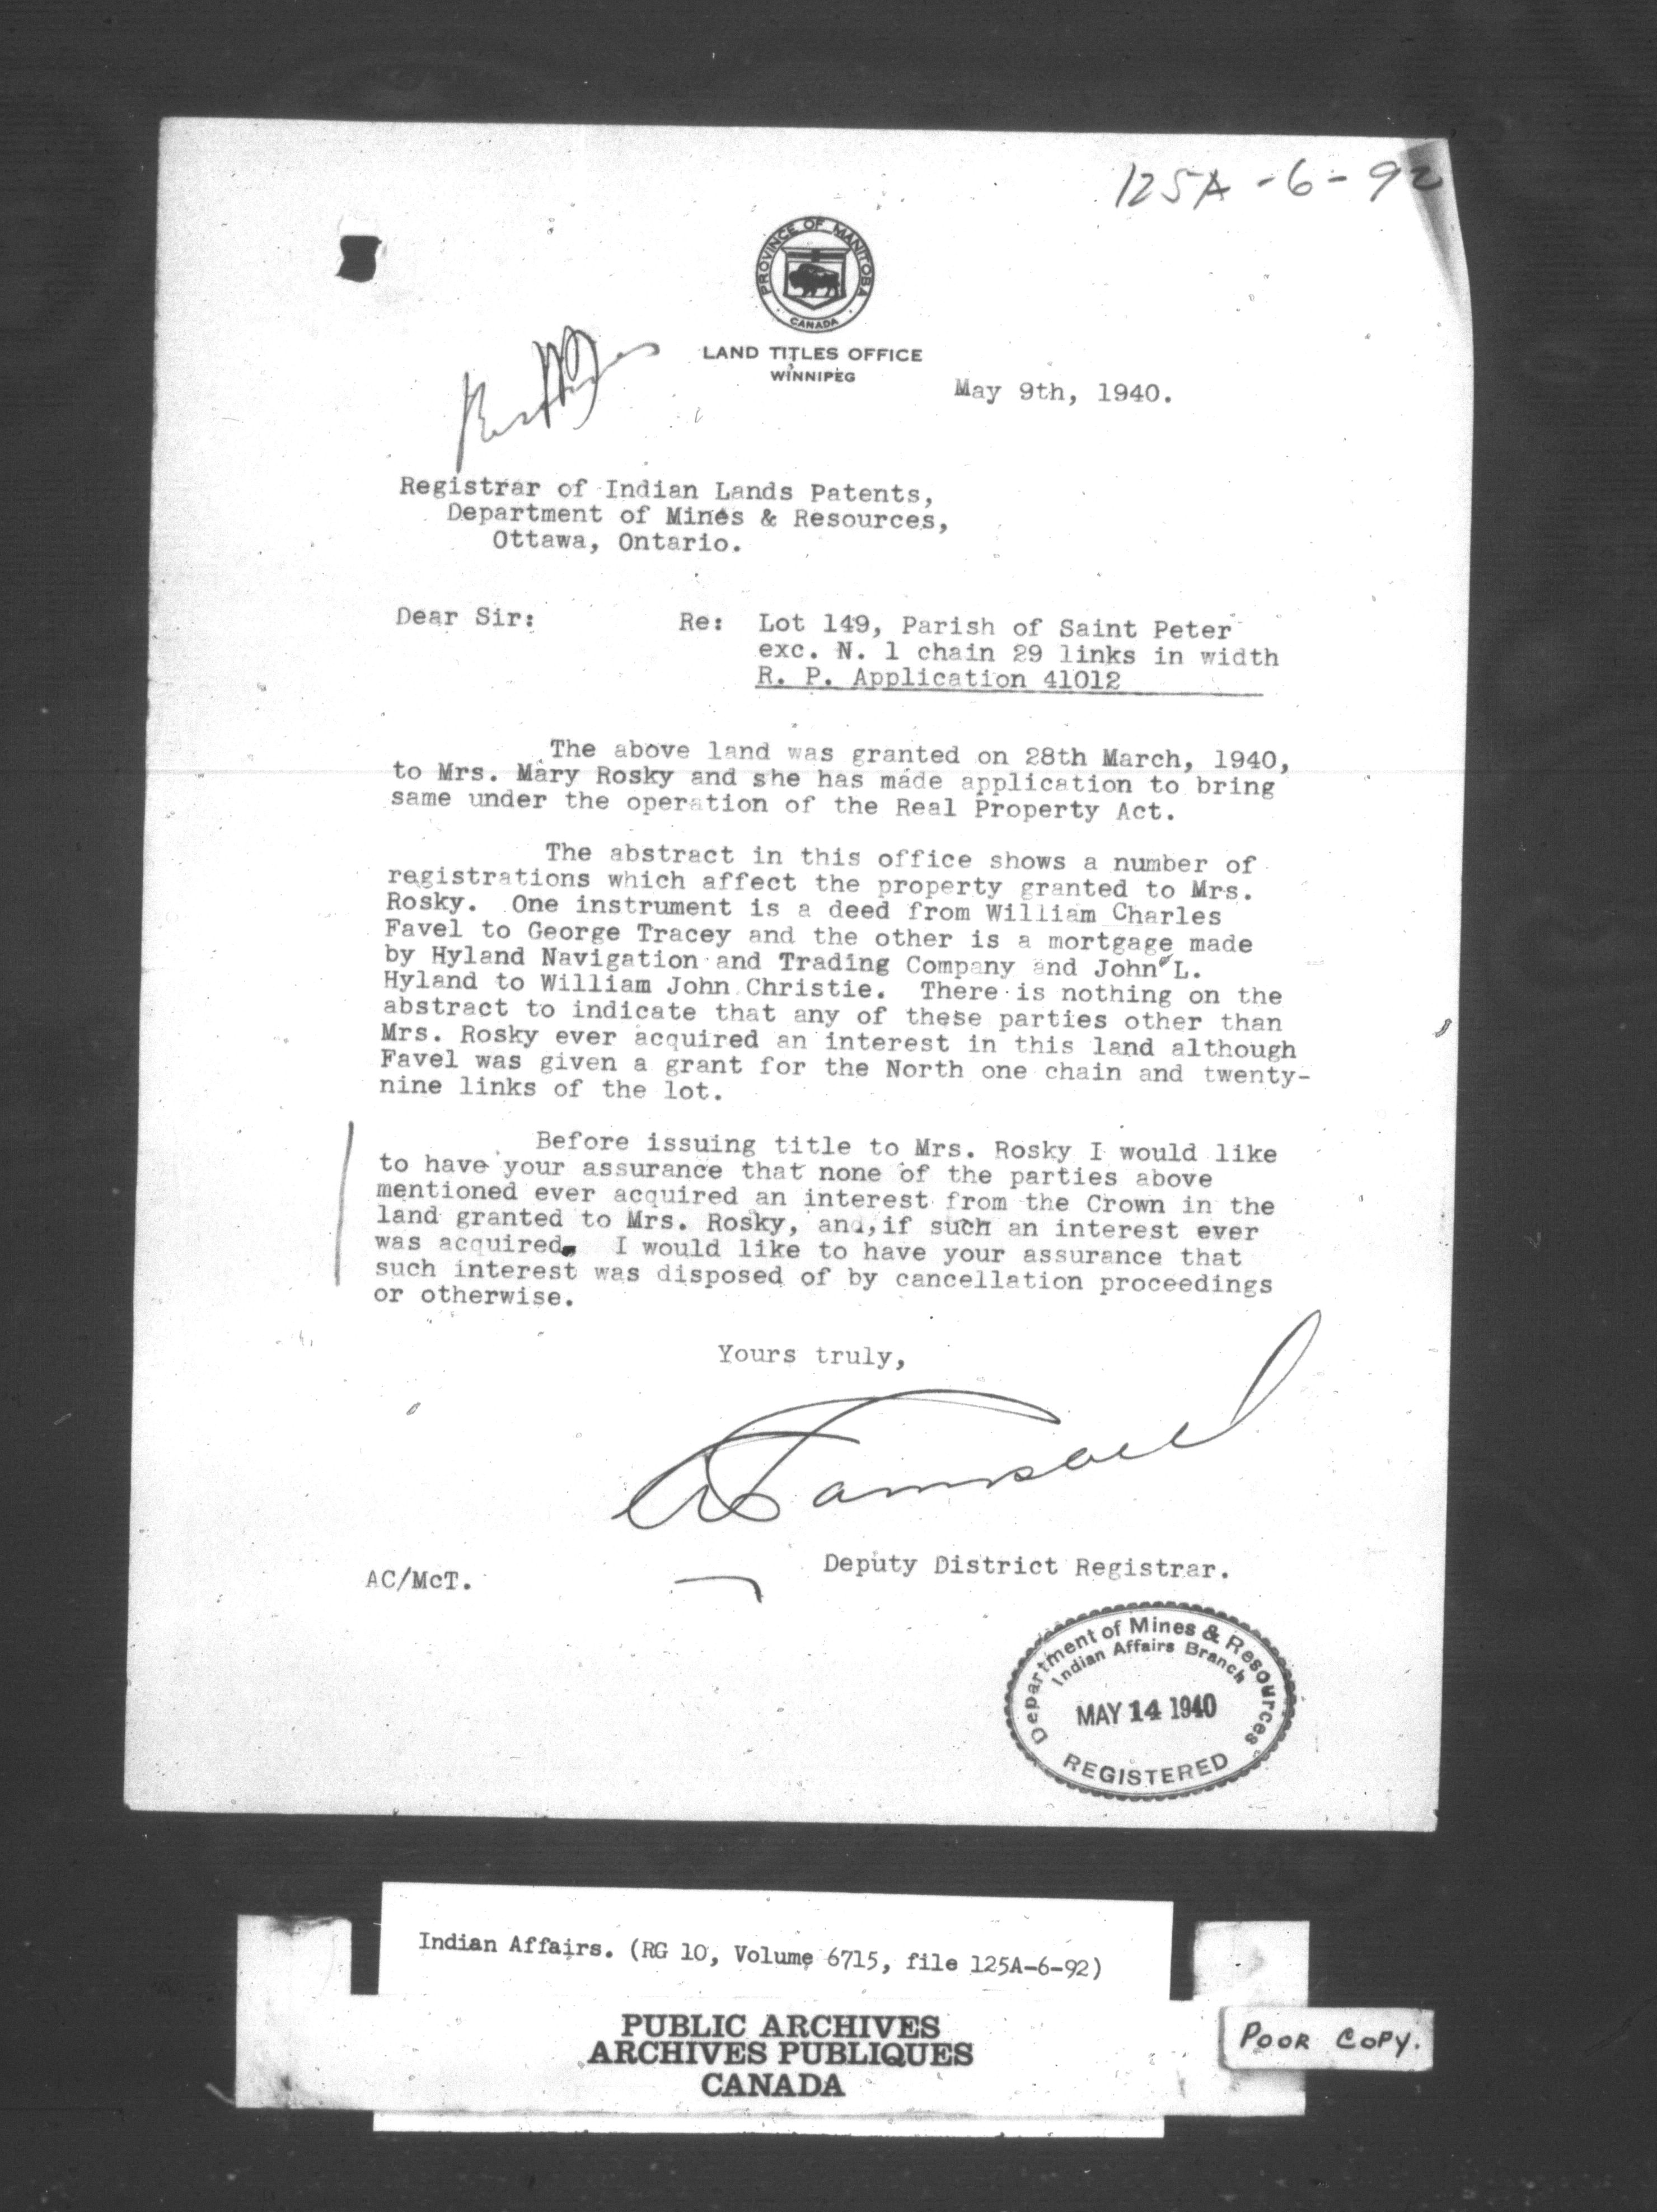 125A-6-92
PROVINCE OF MANITOBA
CANADA
LAND TITLES OFFICE
WINNIPEG
May 9th, 1940.
Registrar of Indian Lands Patents,
Department of Mines & Resources,
Ottawa, Ontario.
Dear Sir: Re: Lot 149, Parish of Saint Peter
exc. N. 1 chain 29 links in width
R. P. Application 41012
The above land was granted on 28th March, 1940,
to Mrs. Mary Rosky and she has made application to bring
same under the operation of the Real Property Act.
The abstract in this office shows a number of
registrations which affect the property granted to Mrs.
Rosky. One instrument is a deed from William Charles
Favel to George Tracey and the other is a mortgage made
by Hyland Navigation and Trading Company and John L.
Hyland to William John Christie. There is nothing on the
abstract to indicate that any of these parties other than
Mrs. Rosky ever acquired an interest in this land although
Favel was given a grant for the North one chain and twenty-
nine links of the lot.
Before issuing title to Mrs. Rosky I would like
to have your assurance that none of the parties above
mentioned ever acquired an interest from the Crown in the
land granted to Mrs. Rosky, and, if such an interest ever
was acquired, I would like to have your assurance that
such interest was disposed of by cancellation proceedings
or otherwise.
Yours truly,
Deputy District Registrar.
AC/McT.
Department of Mines & Resources
Indian Affairs Branch
MAY 14 1940
REGISTERED
Indian Affairs. (RG 10, Volume 6715, file 125A-6-92)
PUBLIC ARCHIVES
ARCHIVES PUBLIQUES
CANADA
POOR COPY.